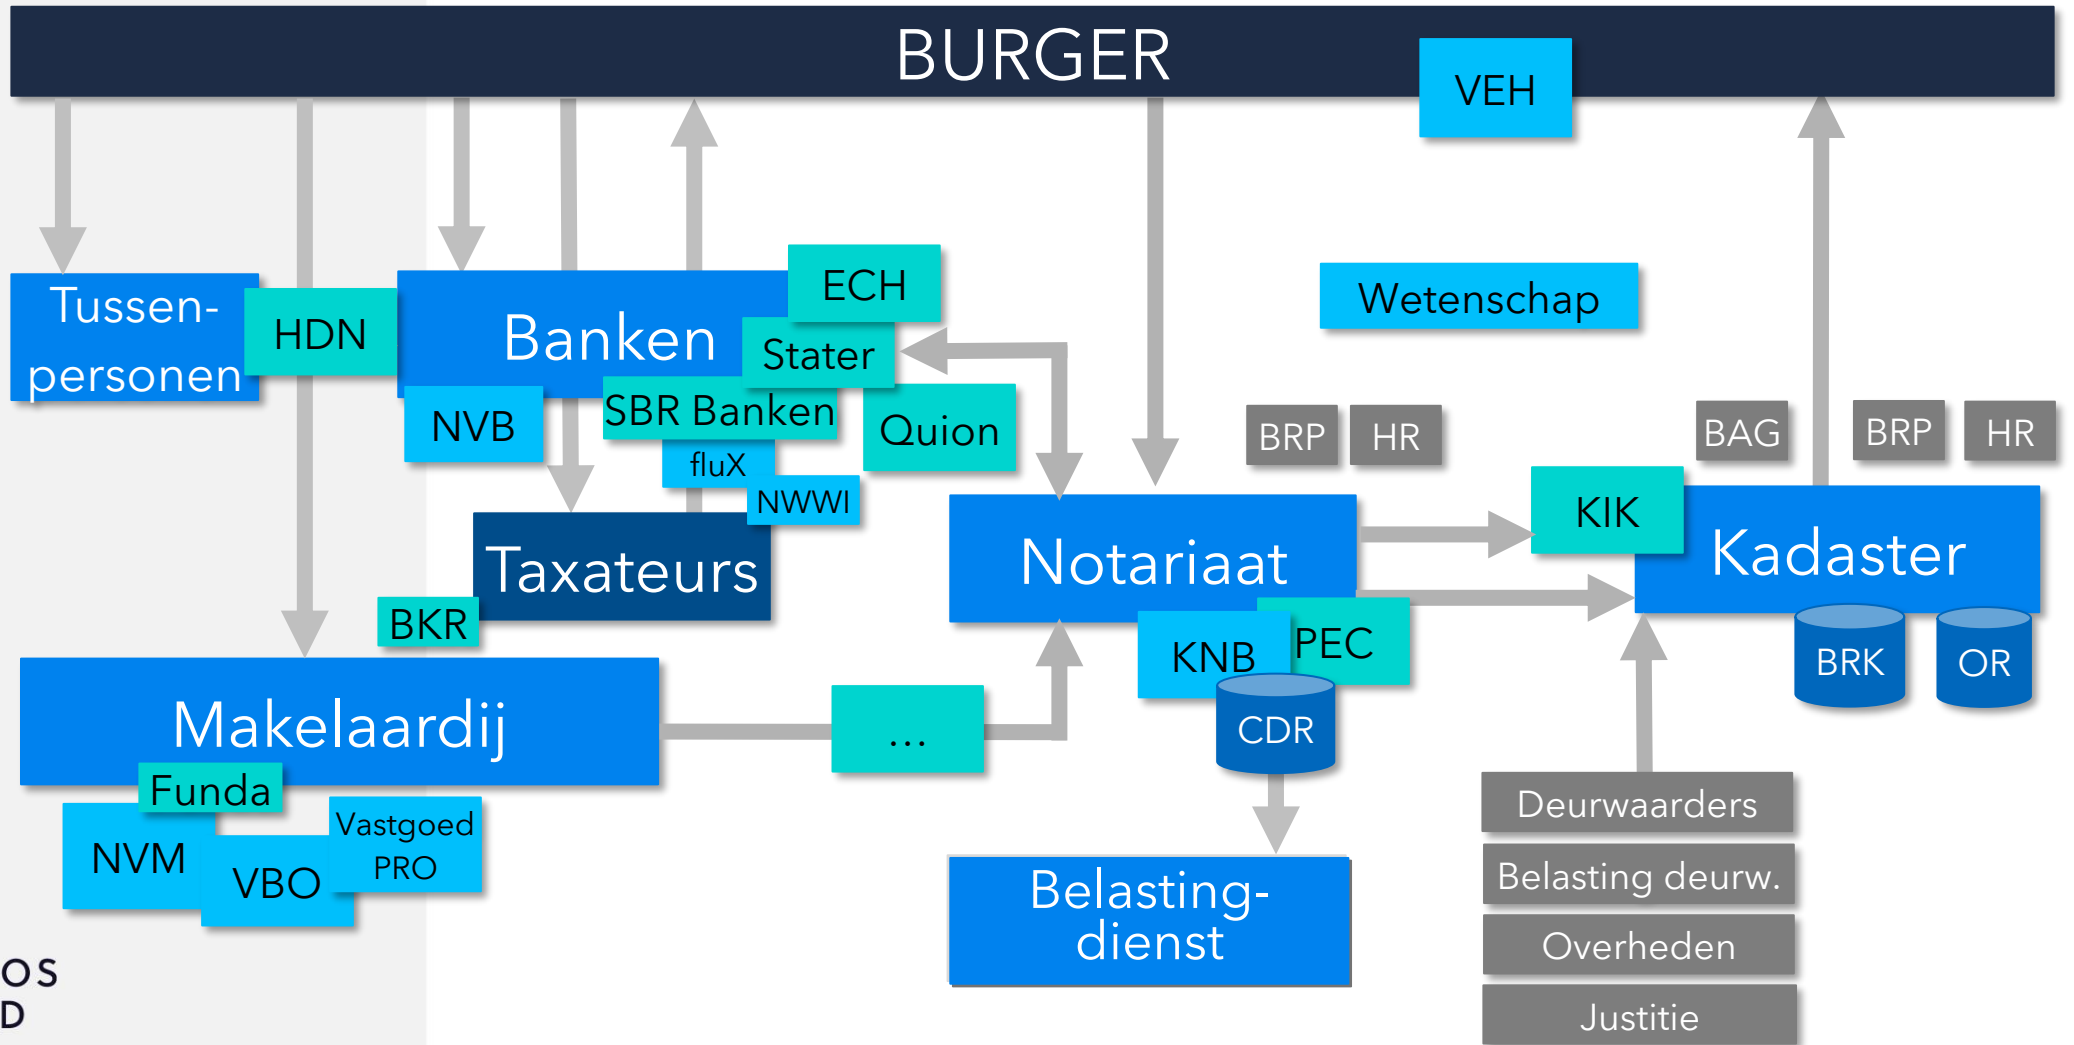 BURGER
VEH
Tussen-
personen
HDN
Banken
ECH
Stater
SBR Banken
NVB
Quion
fluX
NWWI
Wetenschap
BRP
HR
BAG
BRP
HR
Taxateurs
BKR
Notariaat
KIK
Kadaster
KNB
PEC
CDR
BRK
OR
Makelaardij
...
Funda
NVM
VBO
Vastgoed
PRO
Belasting-
dienst
Deurwaarders
Belasting deurw.
Overheden
Justitie
OS
D